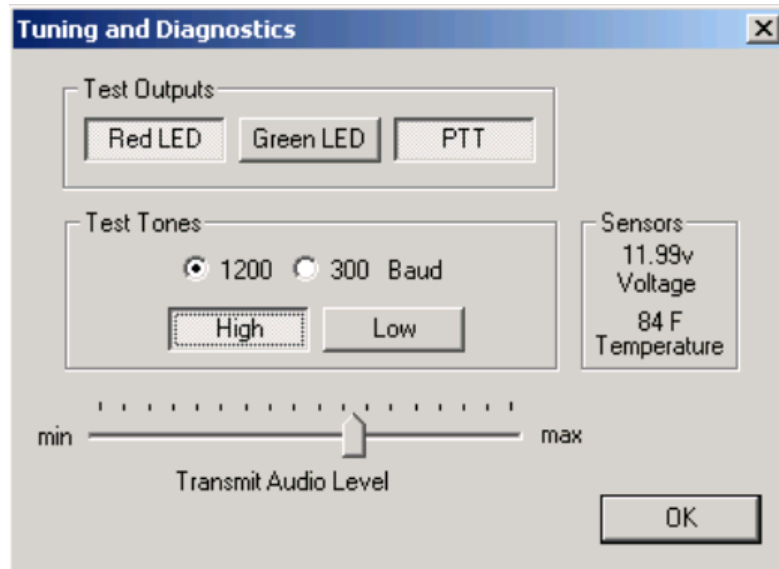 Tuning and Diagnostics
Test Outputs
Red LED Green LED PTT
Test Tones
1200 300 Baud
High Low
Sensors
11.99v
Voltage
84 F
Temperature
min max
Transmit Audio Level
OK